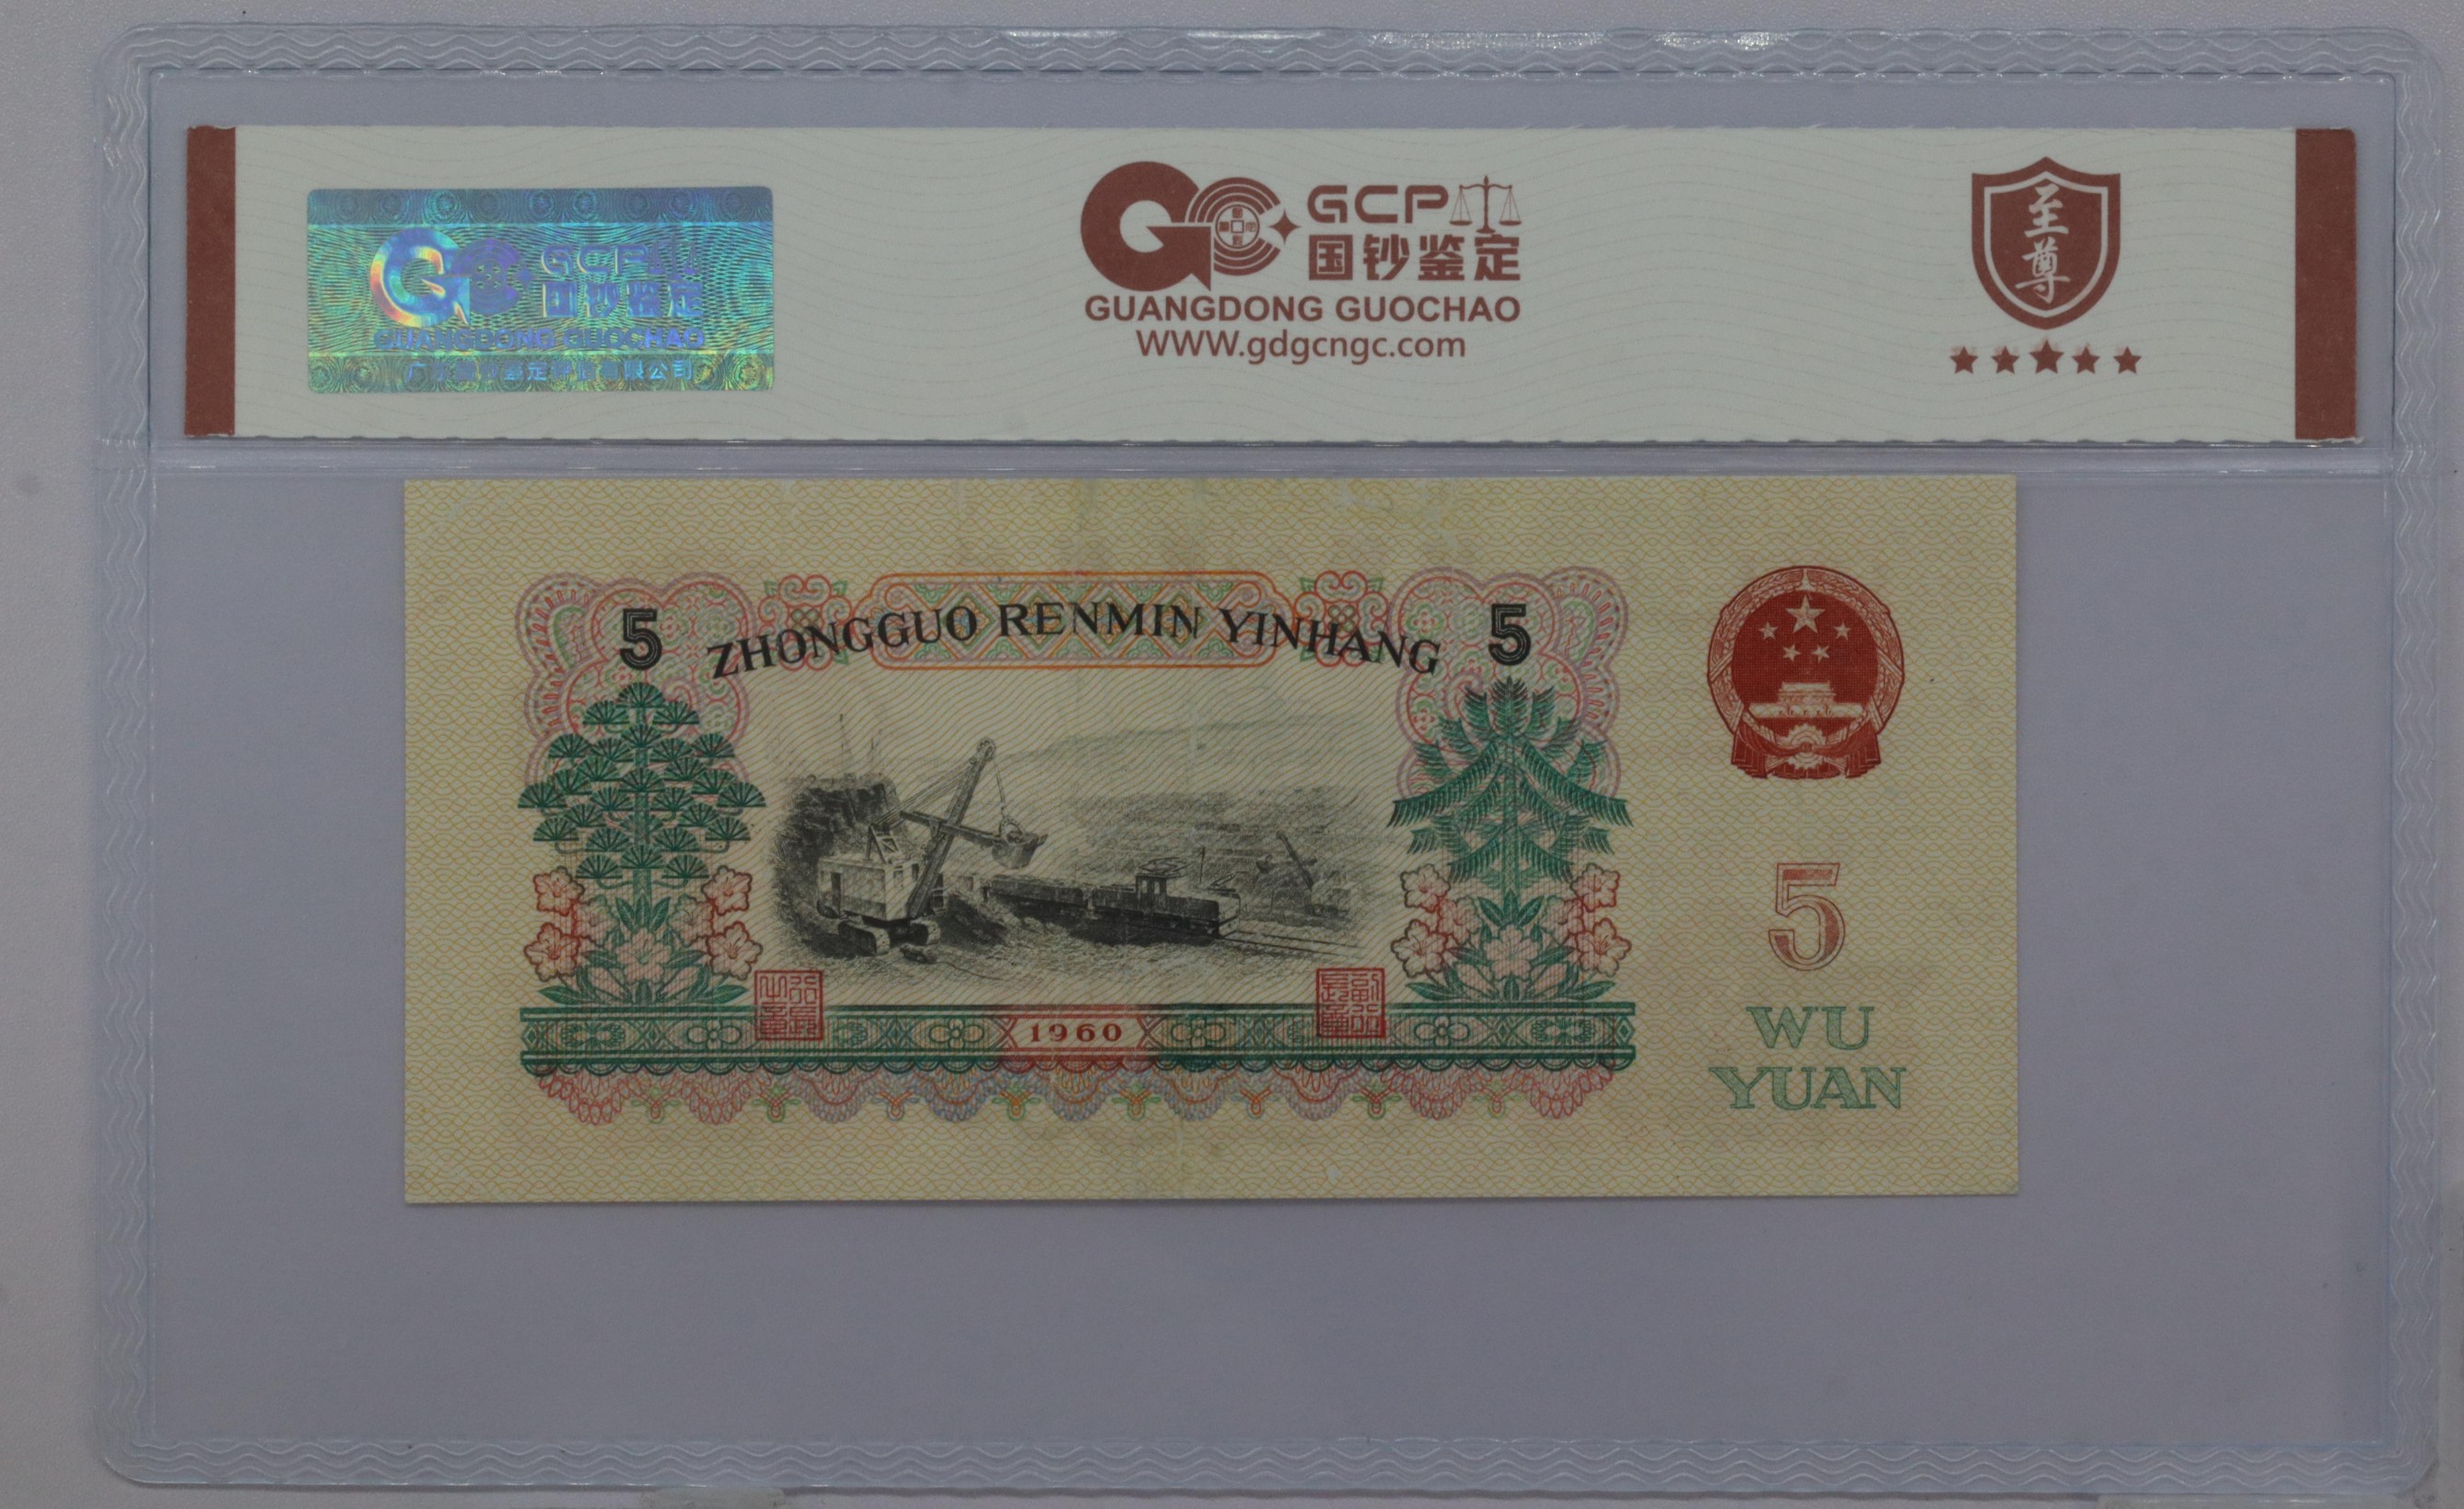 GCP
国钞鉴定
GUANGDONG GUOCHAO
GCP
国钞鉴定
GUANGDONG GUOCHAO
www.gdgcngc.com
至尊
5 ZHONGGUO RENMIN YINHANG 5
5
WU
YUAN
1960